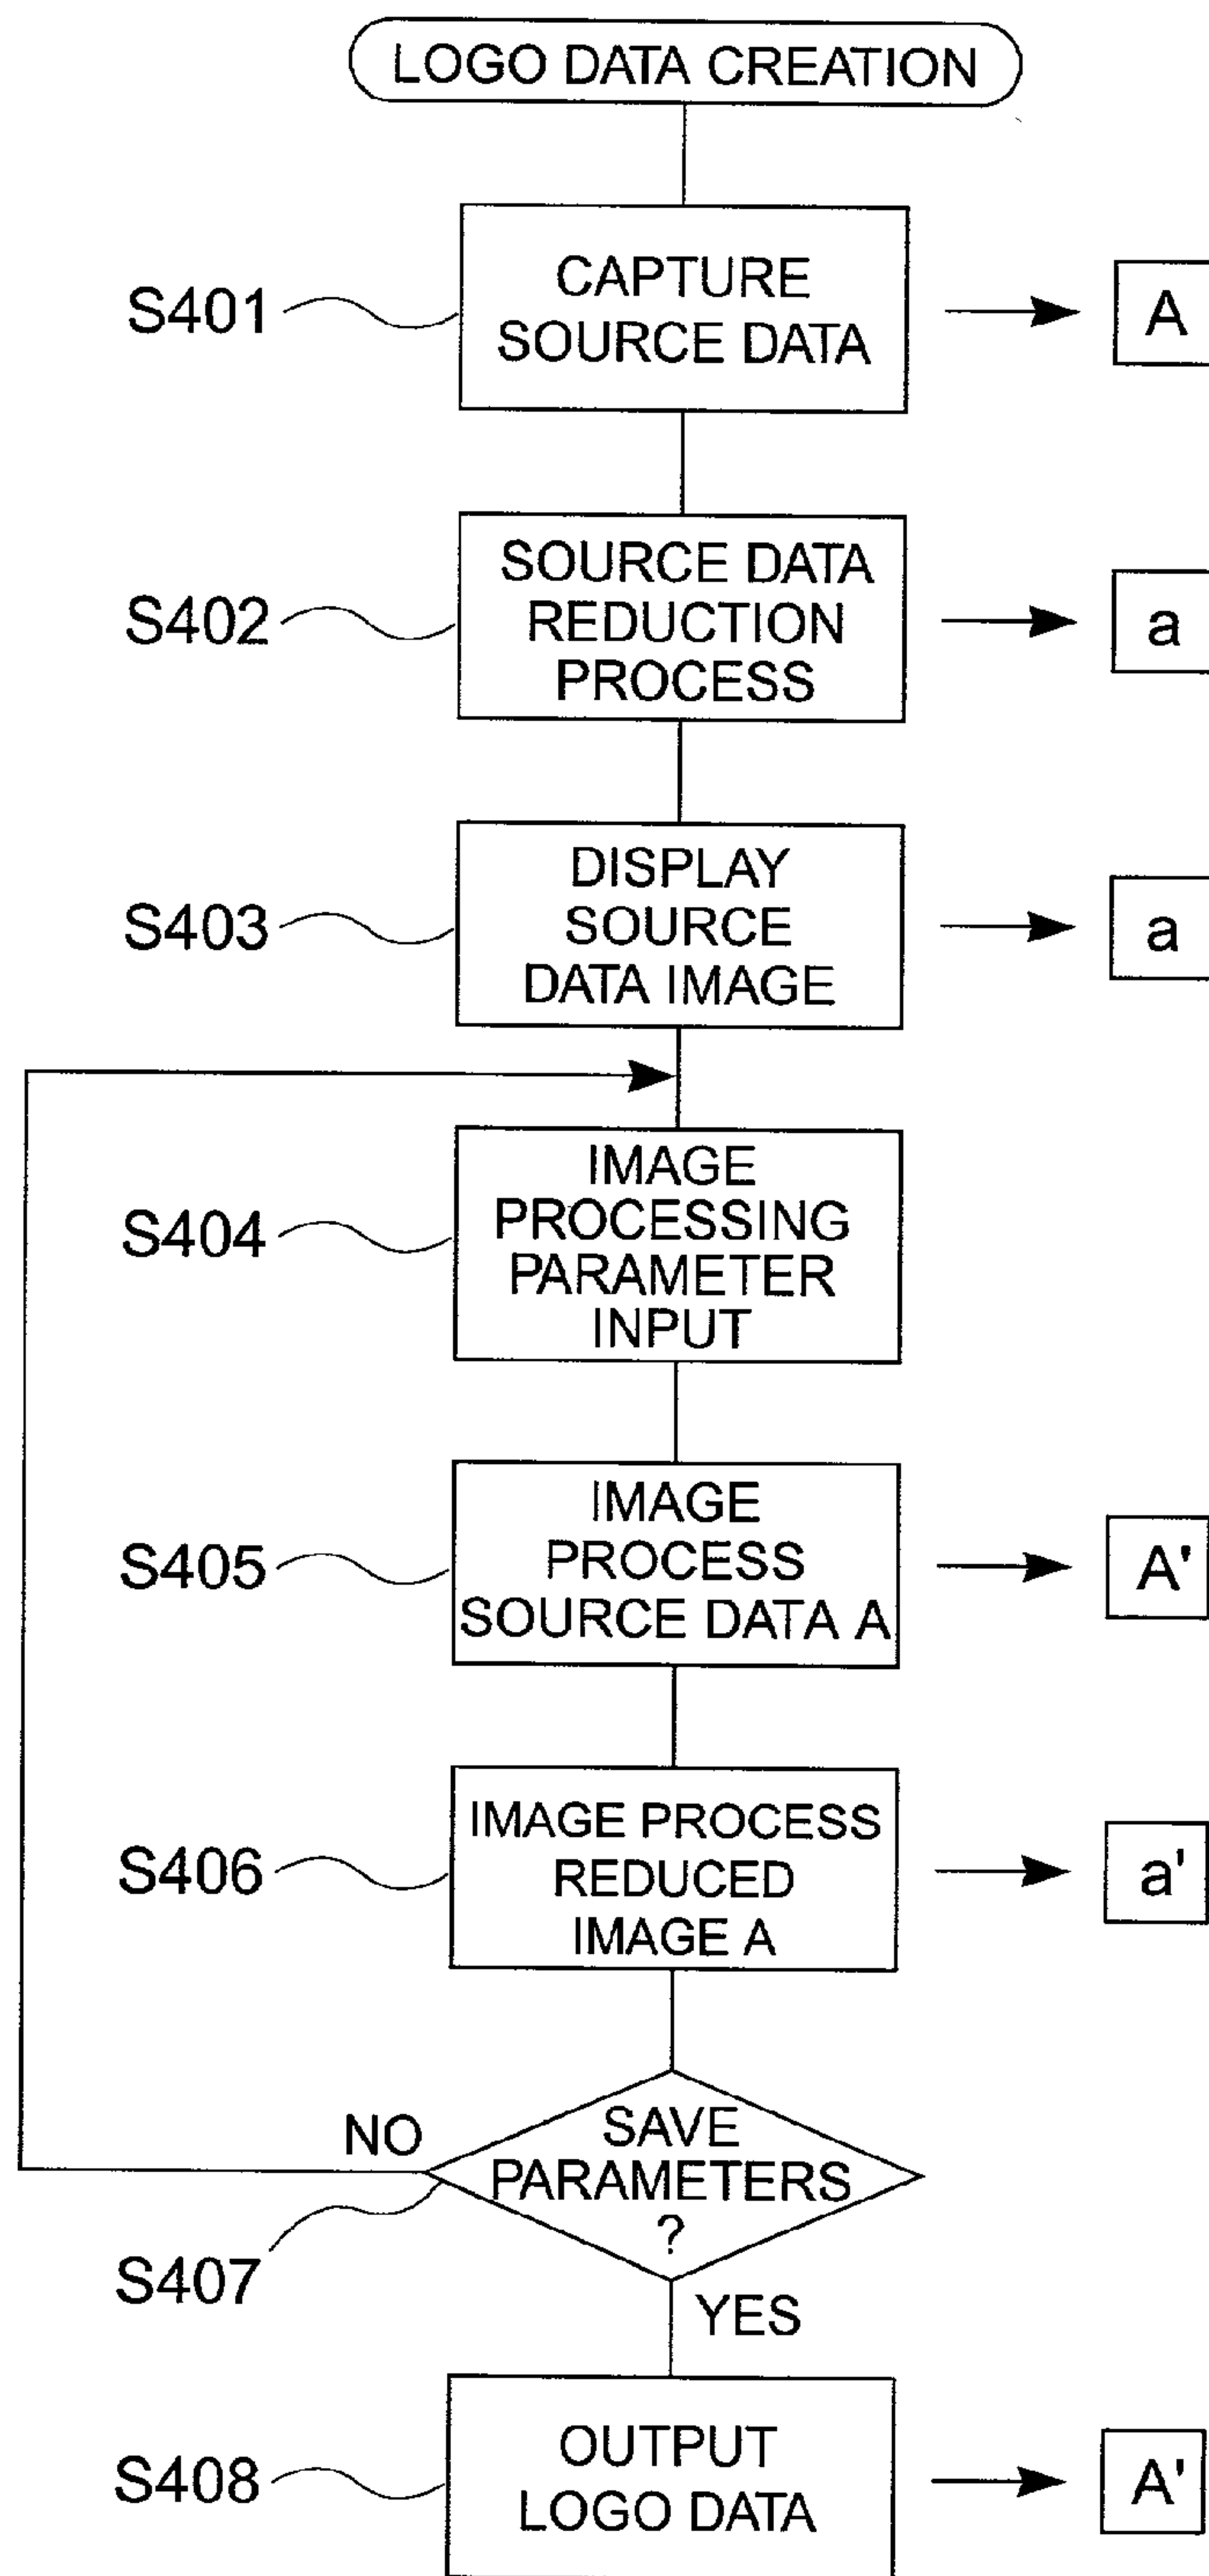 LOGO DATA CREATION
S401
CAPTURE
SOURCE DATA
A
S402
SOURCE DATA
REDUCTION
PROCESS
a
S403
DISPLAY
SOURCE
DATA IMAGE
a
S404
IMAGE
PROCESSING
PARAMETER
INPUT
S405
IMAGE
PROCESS
SOURCE DATA A
A'
S406
IMAGE PROCESS
REDUCED
IMAGE A
a'
NO
SAVE
PARAMETERS
?
S407
YES
S408
OUTPUT
LOGO DATA
A'